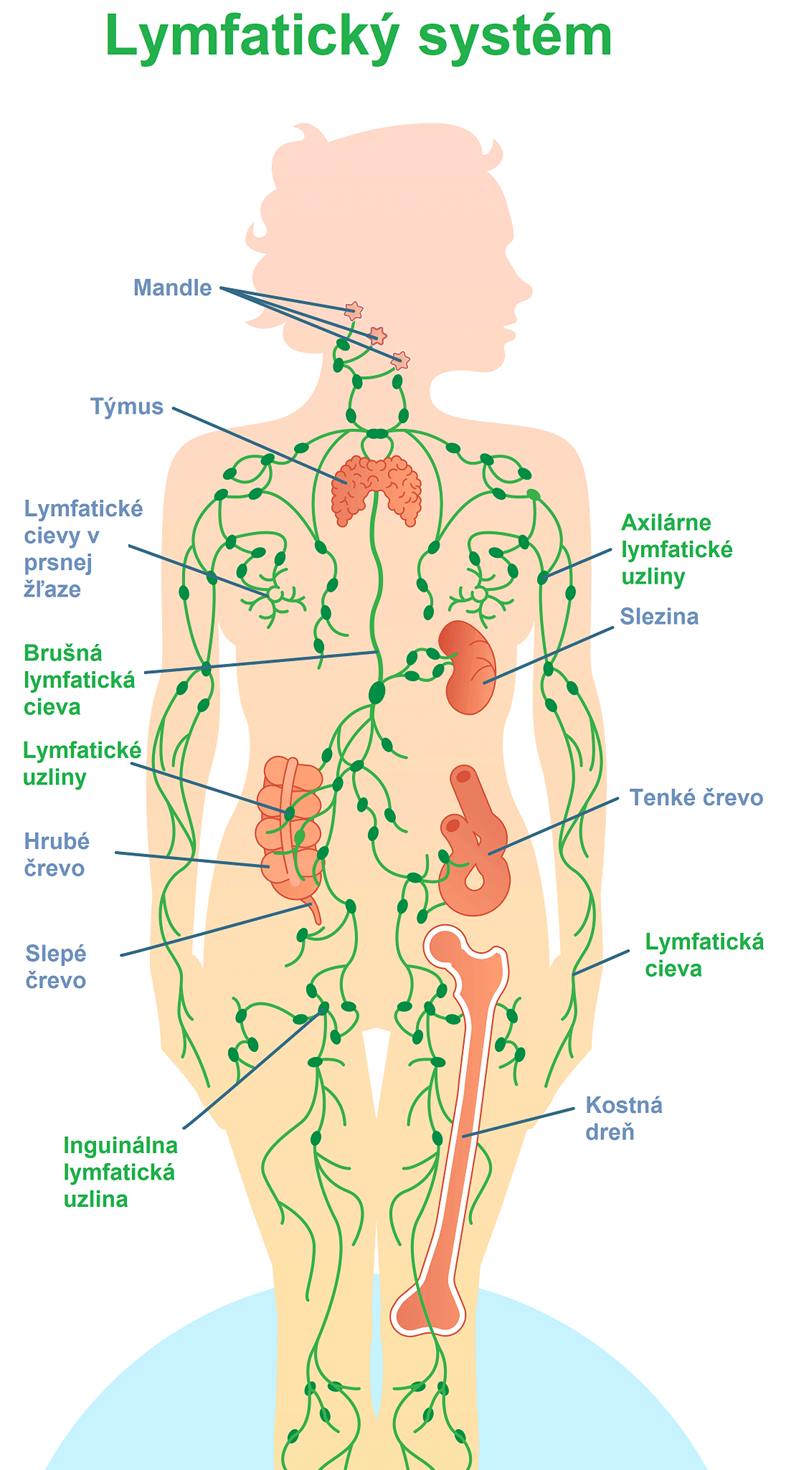 Lymfatický systém
Mandle
Týmus
Lymfatické
cievy v
prsnej
žľaze
Axilárne
lymfatické
uzliny
Slezina
Brušná
lymfatická
cieva
Lymfatické
uzliny
Tenké črevo
Hrubé
črevo
Slepé
črevo
Lymfatická
cieva
Kostná
dreň
Inguinálna
lymfatická
uzlina